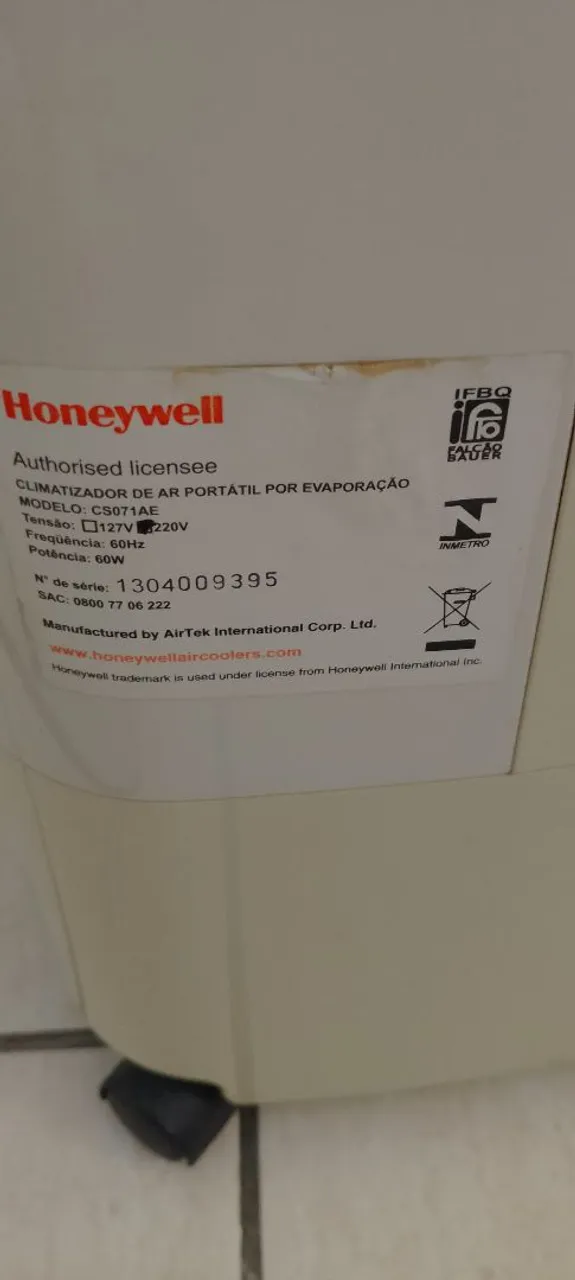 Honeywell
Authorised licensee
CLIMATIZADOR DE AR PORTÁTIL POR EVAPORAÇÃO
MODELO: CS071AE
Tensão: 127V 220V
Freqüência: 60Hz
Potência: 60W
N° de série: 1304009395
SAC: 0800 77 06 222
Manufactured by AirTek International Corp. Ltd.
www.honeywellaircoolers.com
Honeywell trademark is used under license from Honeywell International Inc.
IFBQ
FALCÃO
BAUER
INMETRO